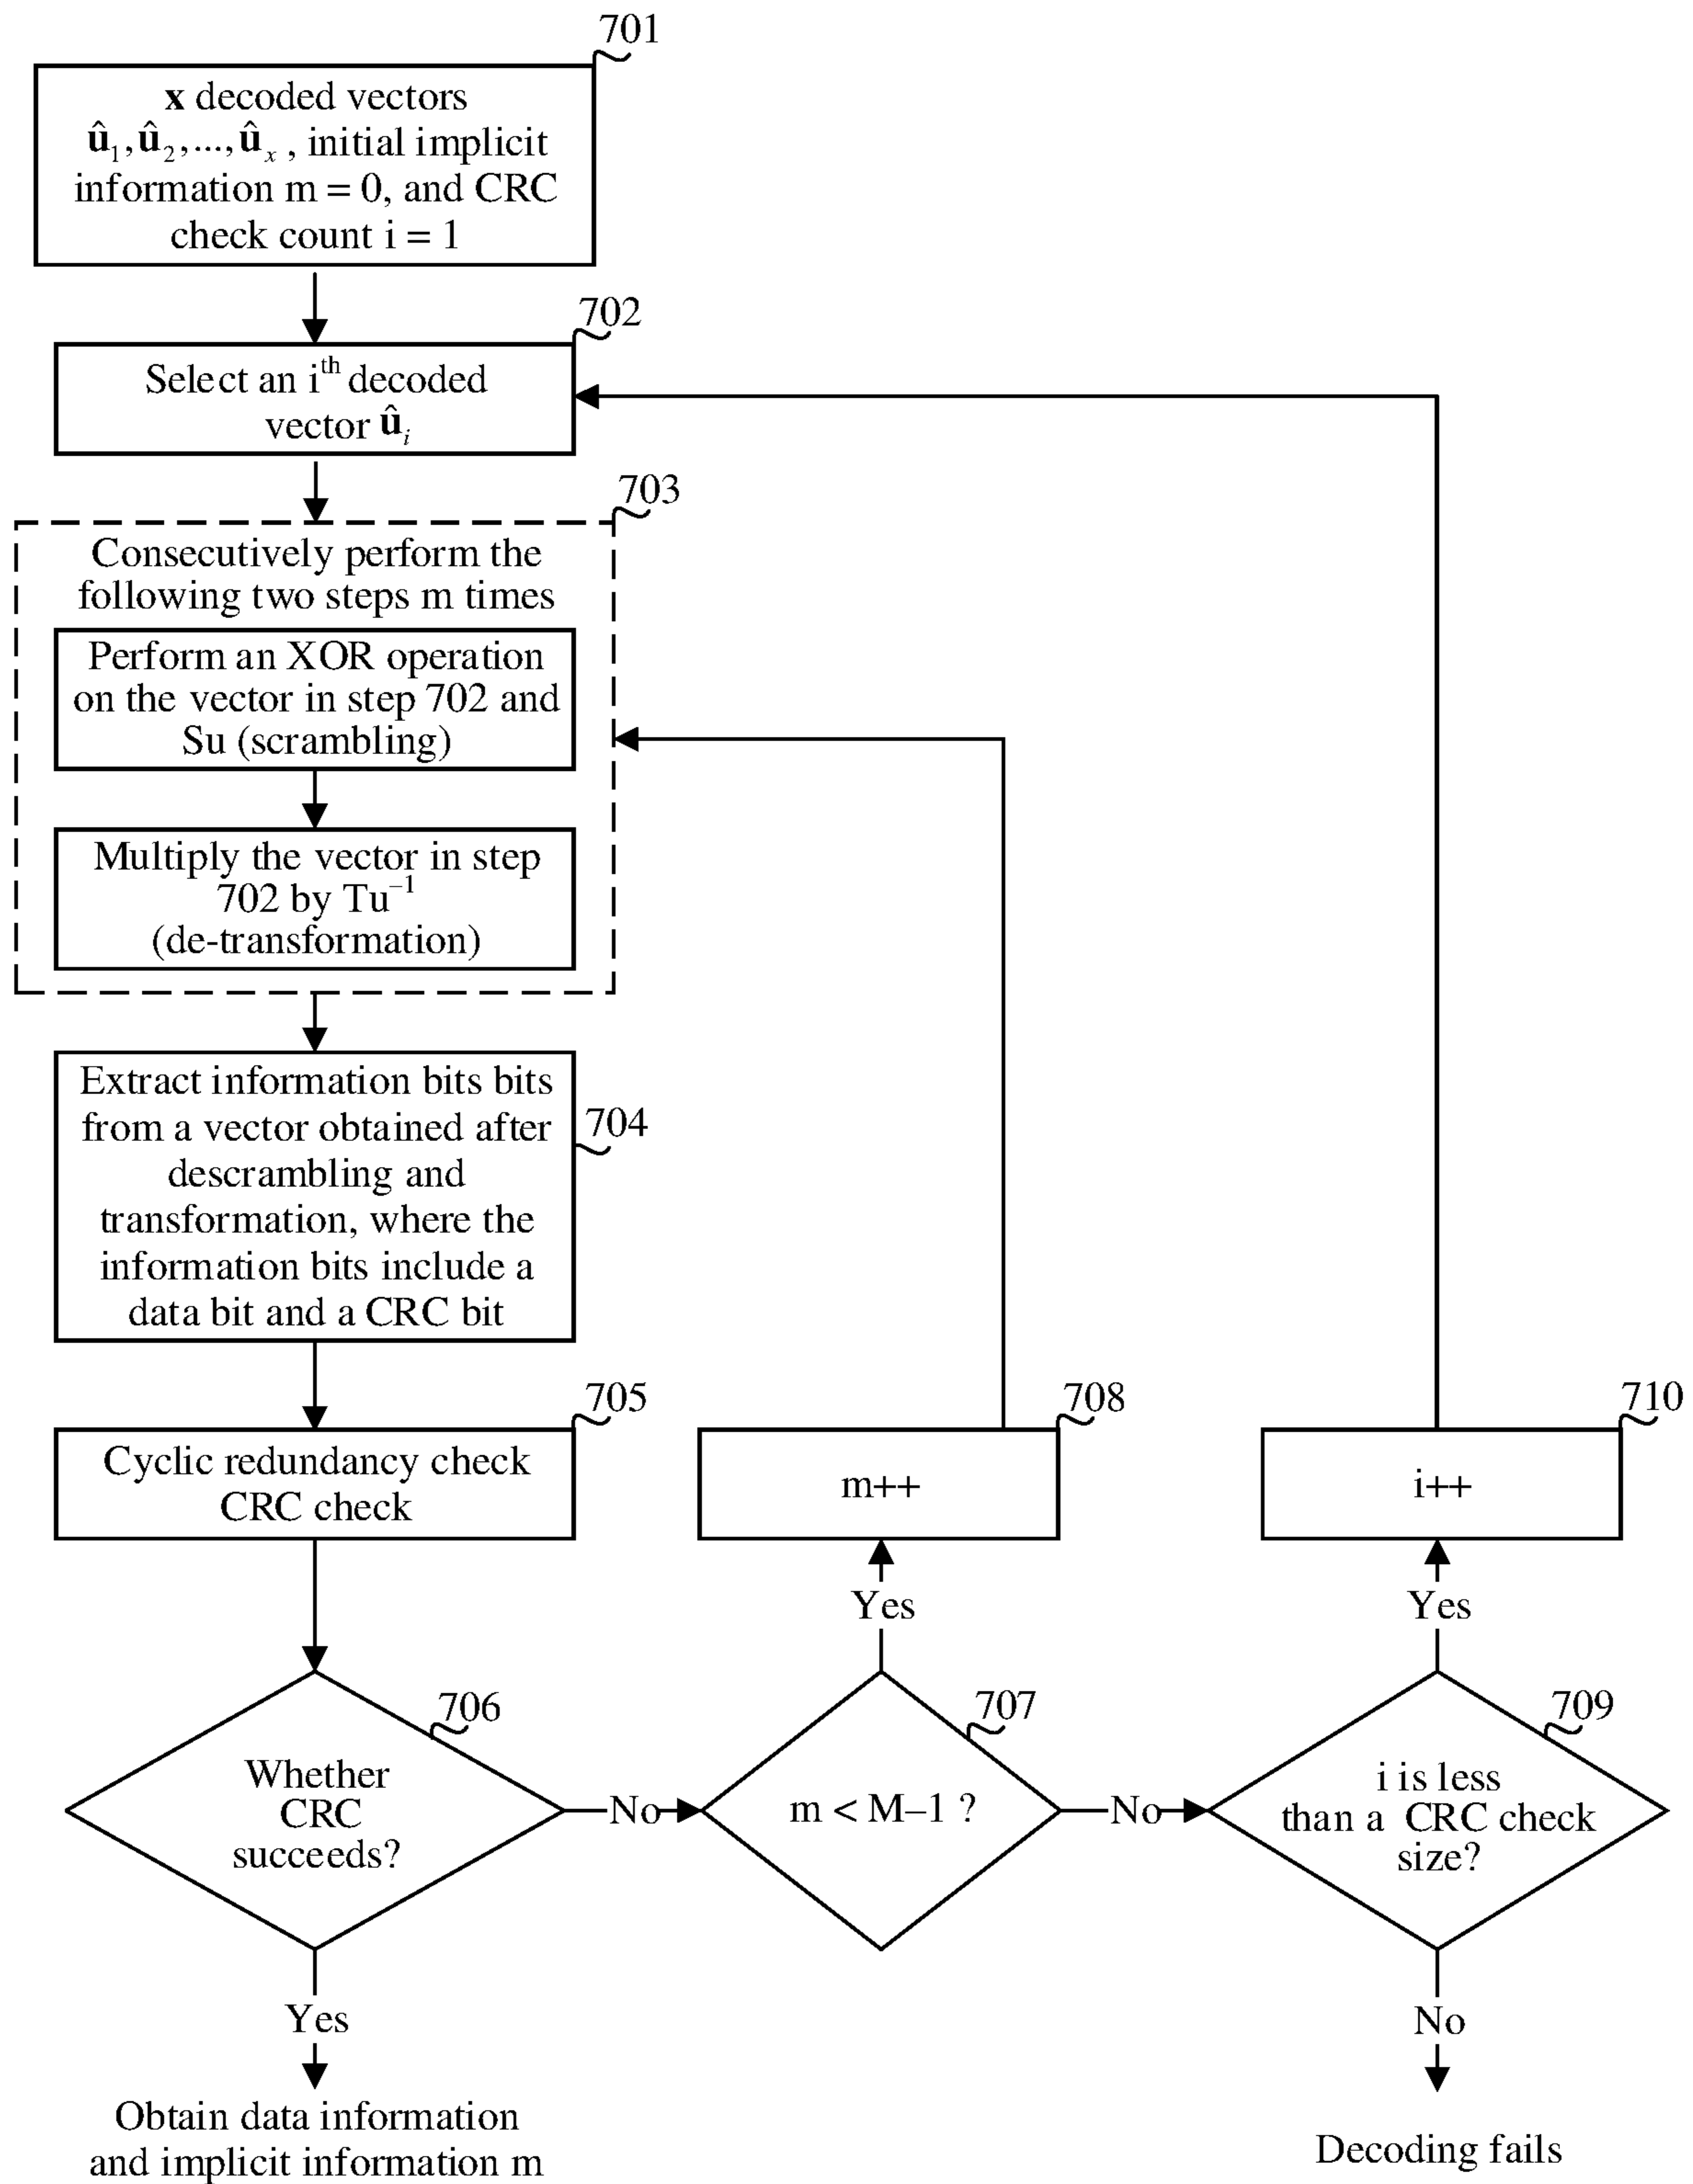 701
x decoded vectors
û₁,û₂,...,ûₓ , initial implicit
information m = 0, and CRC
check count i = 1
702
Select an iᵗʰ decoded
vector ûᵢ
703
Consecutively perform the
following two steps m times
Perform an XOR operation
on the vector in step 702 and
Su (scrambling)
Multiply the vector in step
702 by Tu⁻¹
(de-transformation)
Extract information bits bits
from a vector obtained after
descrambling and
transformation, where the
information bits include a
data bit and a CRC bit
704
705
Cyclic redundancy check
CRC check
708
m++
710
i++
Yes
Yes
706
Whether
CRC
succeeds?
No
707
m < M–1 ?
No
709
i is less
than a CRC check
size?
Yes
No
Obtain data information
and implicit information m
Decoding fails